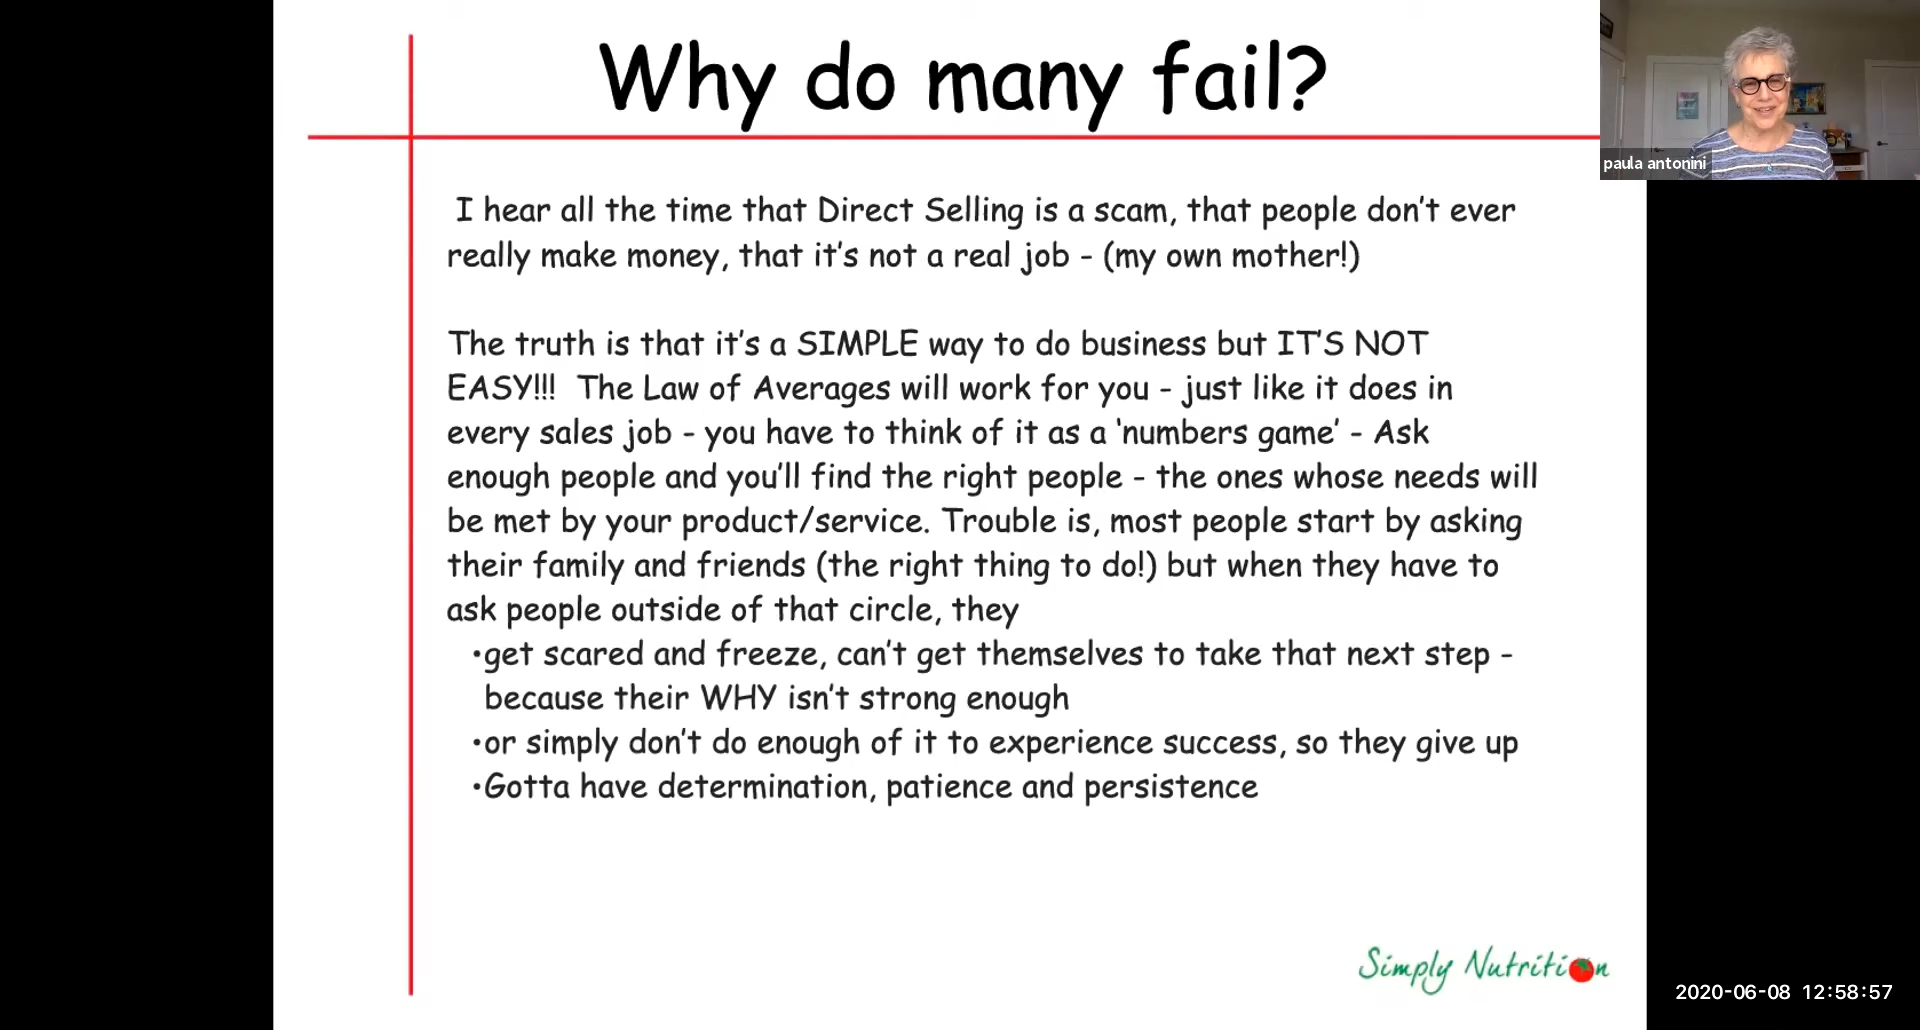 Why do many fail?
paula antonini
I hear all the time that Direct Selling is a scam, that people don't ever
really make money, that it's not a real job - (my own mother!)
The truth is that it's a SIMPLE way to do business but IT'S NOT
EASY!!! The Law of Averages will work for you - just like it does in
every sales job - you have to think of it as a 'numbers game' - Ask
enough people and you'll find the right people - the ones whose needs will
be met by your product/service. Trouble is, most people start by asking
their family and friends (the right thing to do!) but when they have to
ask people outside of that circle, they
•get scared and freeze, can't get themselves to take that next step -
because their WHY isn't strong enough
•or simply don't do enough of it to experience success, so they give up
•Gotta have determination, patience and persistence
Simply Nutrition
2020-06-08 12:58:57